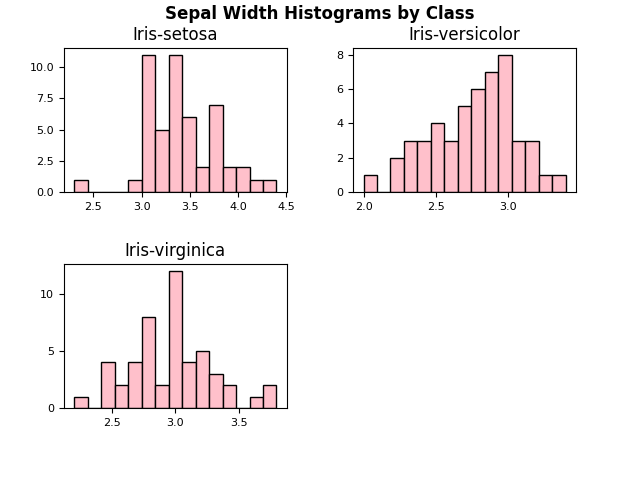 Sepal Width Histograms by Class
Iris-setosa
10.0
7.5
5.0
2.5
0.0
2.5 3.0 3.5 4.0 4.5
Iris-versicolor
8
6
4
2
0
2.0 2.5 3.0
Iris-virginica
10
5
0
2.5 3.0 3.5